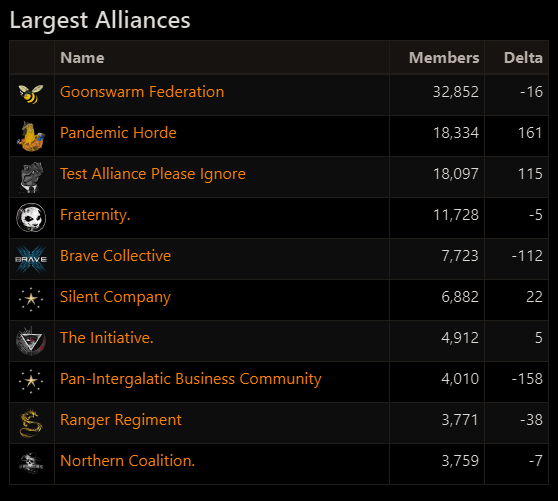 Largest Alliances
Name Members Delta
Goonswarm Federation 32,852 -16
Pandemic Horde 18,334 161
Test Alliance Please Ignore 18,097 115
Fraternity. 11,728 -5
BRAVE Brave Collective 7,723 -112
Silent Company 6,882 22
The Initiative. 4,912 5
Pan-Intergalatic Business Community 4,010 -158
Ranger Regiment 3,771 -38
Northern Coalition. 3,759 -7